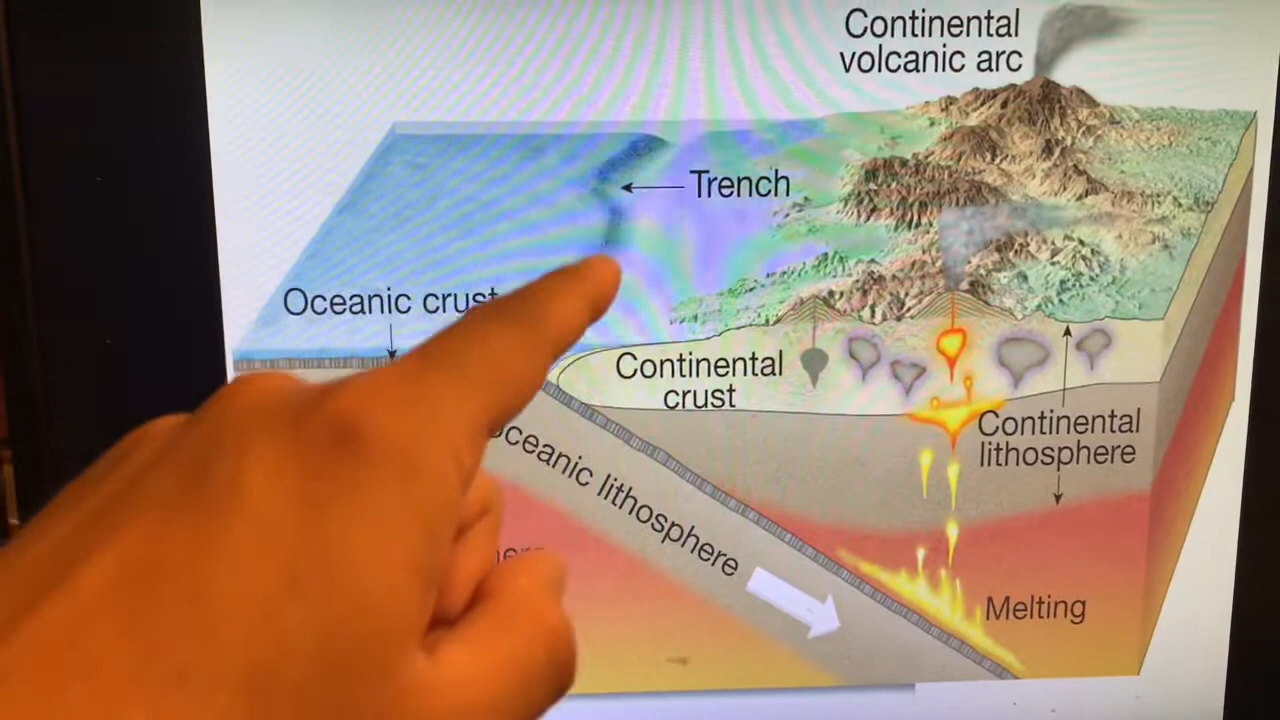 Continental
volcanic arc
Trench
Oceanic crust
Continental
crust
Continental
lithosphere
Oceanic lithosphere
Melting